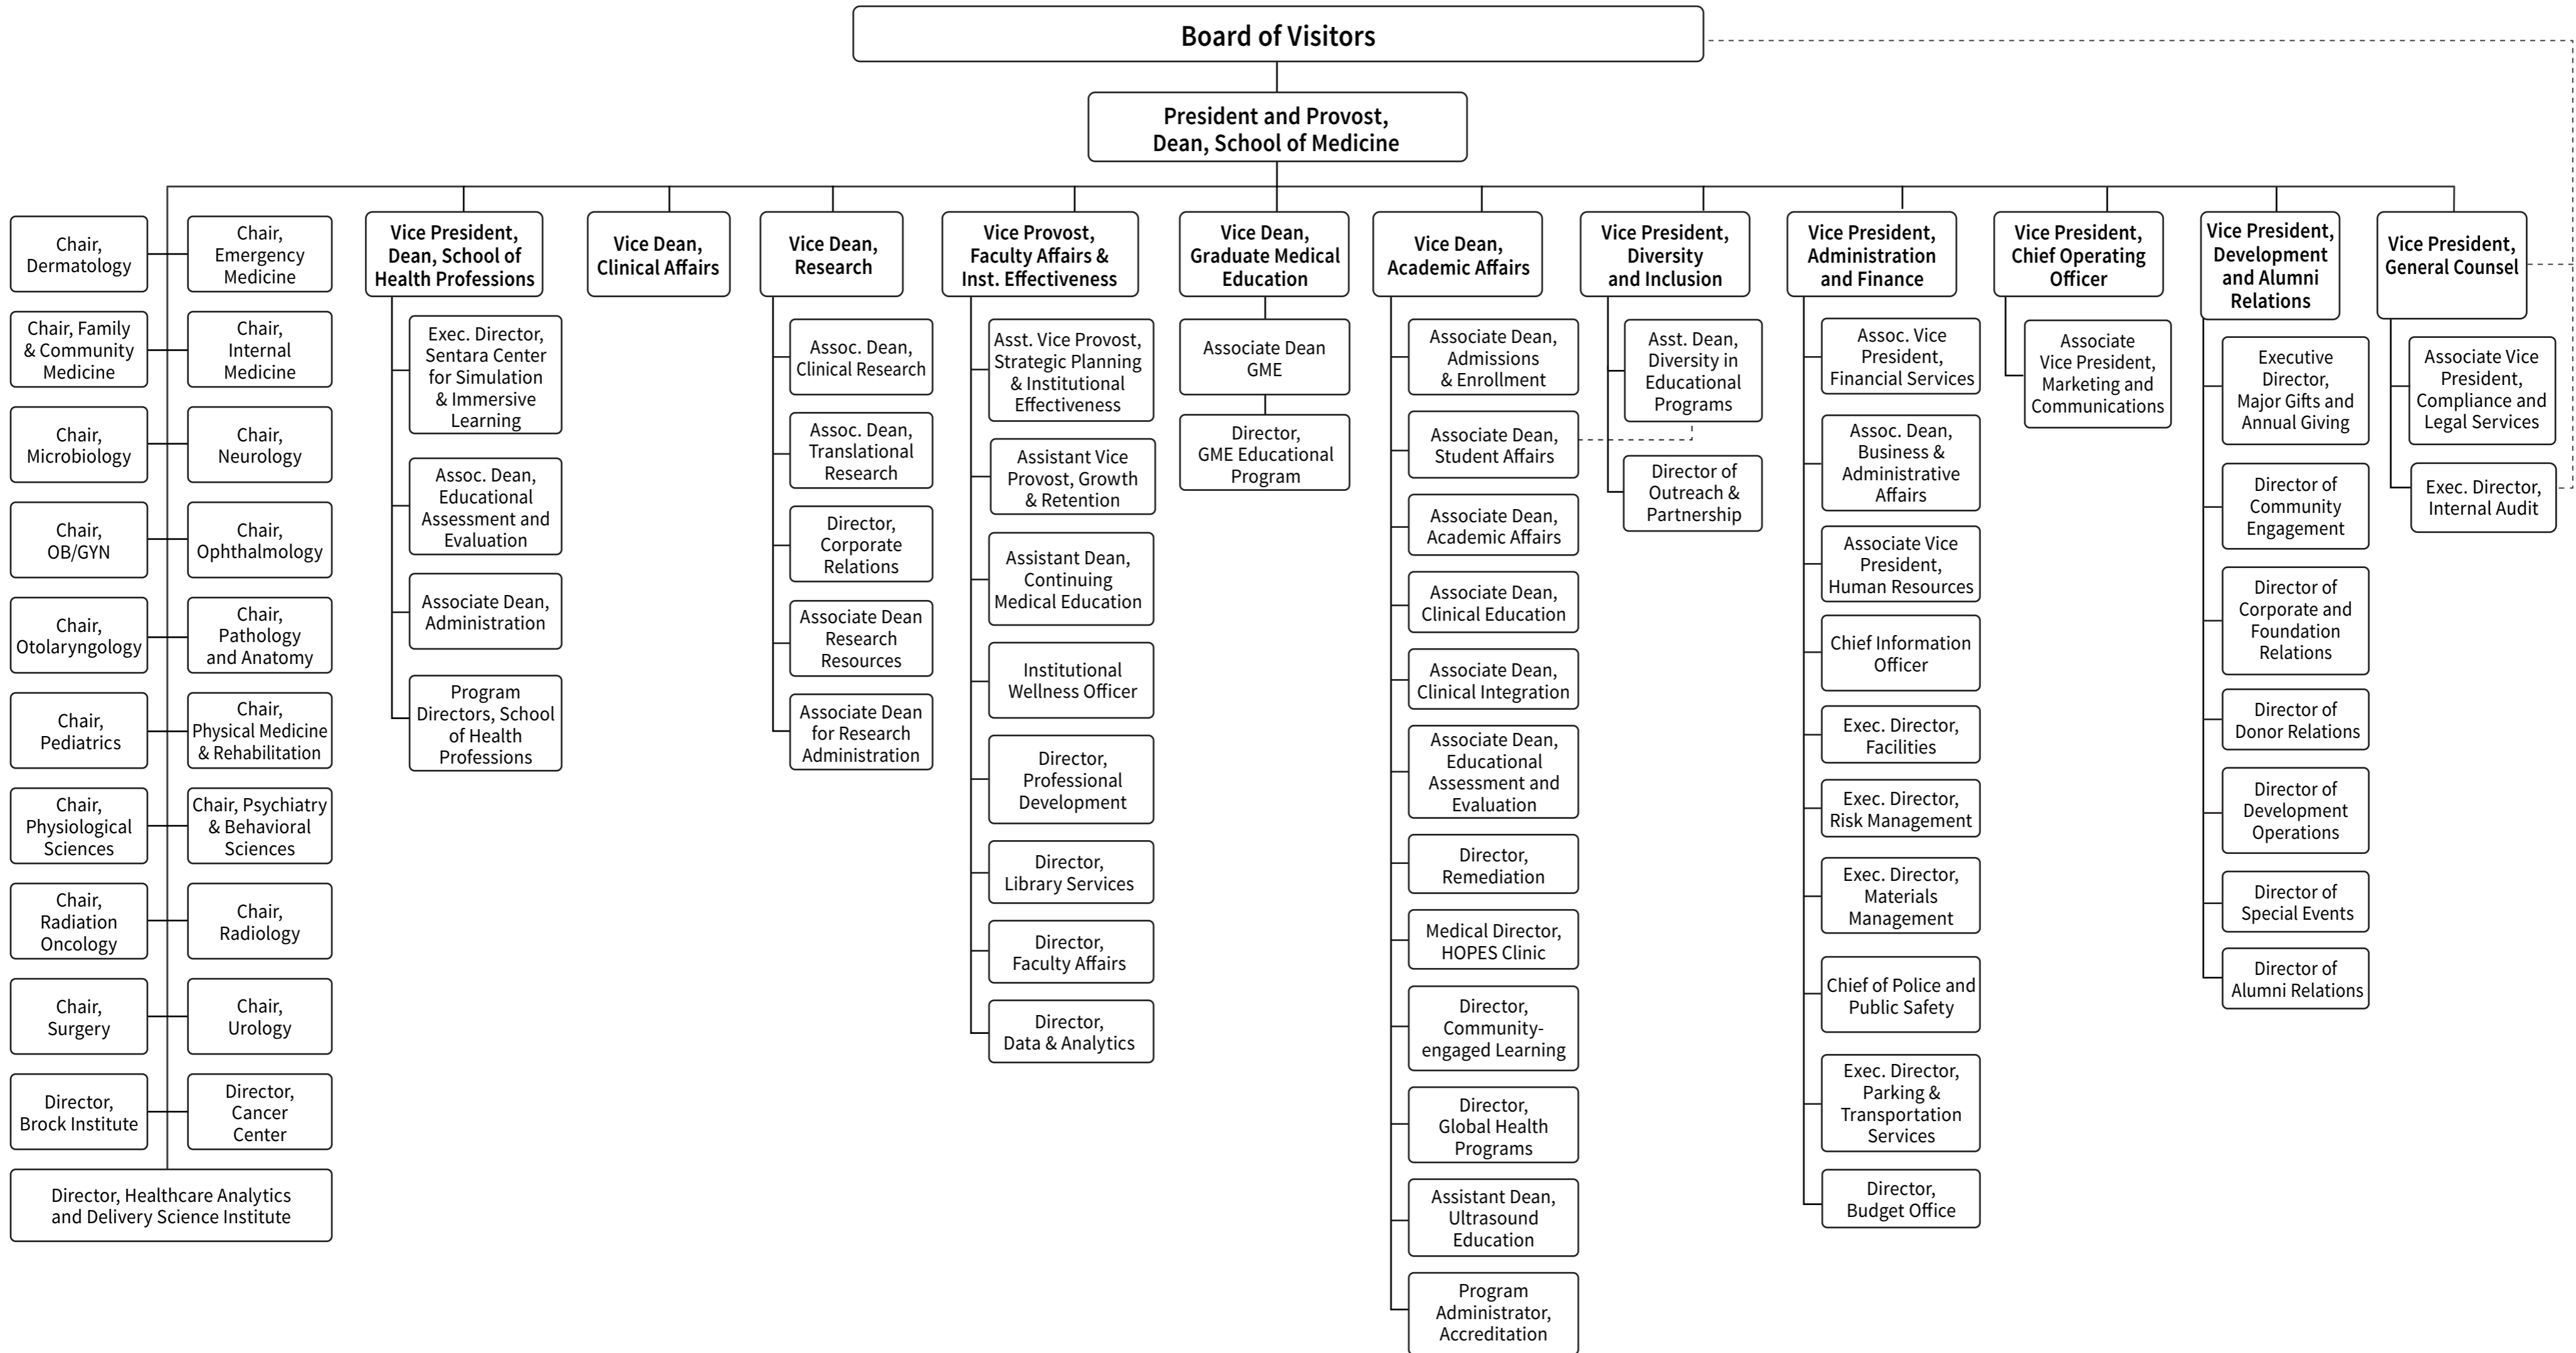 Board of Visitors
President and Provost,
Dean, School of Medicine
Chair,
Dermatology
Chair,
Emergency
Medicine
Chair, Family
& Community
Medicine
Chair,
Internal
Medicine
Chair,
Microbiology
Chair,
Neurology
Chair,
OB/GYN
Chair,
Ophthalmology
Chair,
Otolaryngology
Chair,
Pathology
and Anatomy
Chair,
Pediatrics
Chair,
Physical Medicine
& Rehabilitation
Chair,
Physiological
Sciences
Chair, Psychiatry
& Behavioral
Sciences
Chair,
Radiation
Oncology
Chair,
Radiology
Chair,
Surgery
Chair,
Urology
Director,
Brock Institute
Director,
Cancer
Center
Director, Healthcare Analytics
and Delivery Science Institute
Vice President,
Dean, School of
Health Professions
Exec. Director,
Sentara Center
for Simulation
& Immersive
Learning
Assoc. Dean,
Educational
Assessment and
Evaluation
Associate Dean,
Administration
Program
Directors, School
of Health
Professions
Vice Dean,
Clinical Affairs
Vice Dean,
Research
Assoc. Dean,
Clinical Research
Assoc. Dean,
Translational
Research
Director,
Corporate
Relations
Associate Dean
Research
Resources
Associate Dean
for Research
Administration
Vice Provost,
Faculty Affairs &
Inst. Effectiveness
Asst. Vice Provost,
Strategic Planning
& Institutional
Effectiveness
Assistant Vice
Provost, Growth
& Retention
Assistant Dean,
Continuing
Medical Education
Institutional
Wellness Officer
Director,
Professional
Development
Director,
Library Services
Director,
Faculty Affairs
Director,
Data & Analytics
Vice Dean,
Graduate Medical
Education
Associate Dean
GME
Director,
GME Educational
Program
Vice Dean,
Academic Affairs
Associate Dean,
Admissions
& Enrollment
Associate Dean,
Student Affairs
Associate Dean,
Academic Affairs
Associate Dean,
Clinical Education
Associate Dean,
Clinical Integration
Associate Dean,
Educational
Assessment and
Evaluation
Director,
Remediation
Medical Director,
HOPES Clinic
Director,
Community-
engaged Learning
Director,
Global Health
Programs
Assistant Dean,
Ultrasound
Education
Program
Administrator,
Accreditation
Vice President,
Diversity
and Inclusion
Asst. Dean,
Diversity in
Educational
Programs
Director of
Outreach &
Partnership
Vice President,
Administration
and Finance
Assoc. Vice
President,
Financial Services
Assoc. Dean,
Business &
Administrative
Affairs
Associate Vice
President,
Human Resources
Chief Information
Officer
Exec. Director,
Facilities
Exec. Director,
Risk Management
Exec. Director,
Materials
Management
Chief of Police and
Public Safety
Exec. Director,
Parking &
Transportation
Services
Director,
Budget Office
Vice President,
Chief Operating
Officer
Associate
Vice President,
Marketing and
Communications
Vice President,
Development
and Alumni
Relations
Executive
Director,
Major Gifts and
Annual Giving
Director of
Community
Engagement
Director of
Corporate and
Foundation
Relations
Director of
Donor Relations
Director of
Development
Operations
Director of
Special Events
Director of
Alumni Relations
Vice President,
General Counsel
Associate Vice
President,
Compliance and
Legal Services
Exec. Director,
Internal Audit